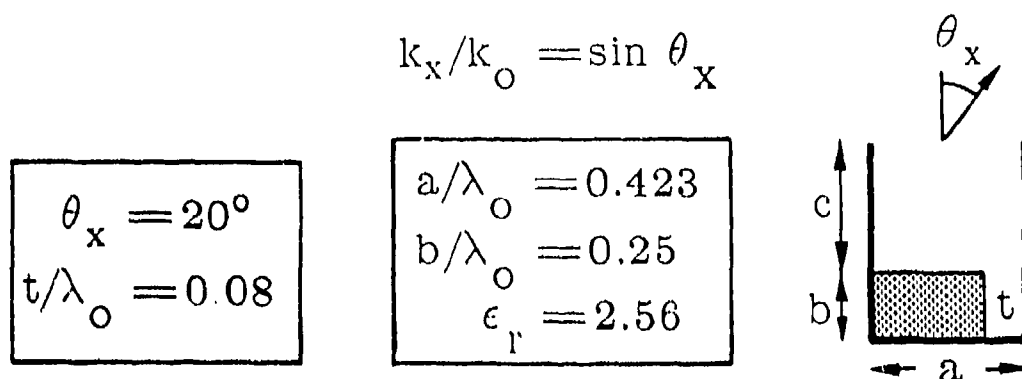 k_x/k_o = sin θ_x
θ_x = 20°
t/λ_o = 0.08
a/λ_o = 0.423
b/λ_o = 0.25
ϵ_r = 2.56
θ_x
c
b
t
a